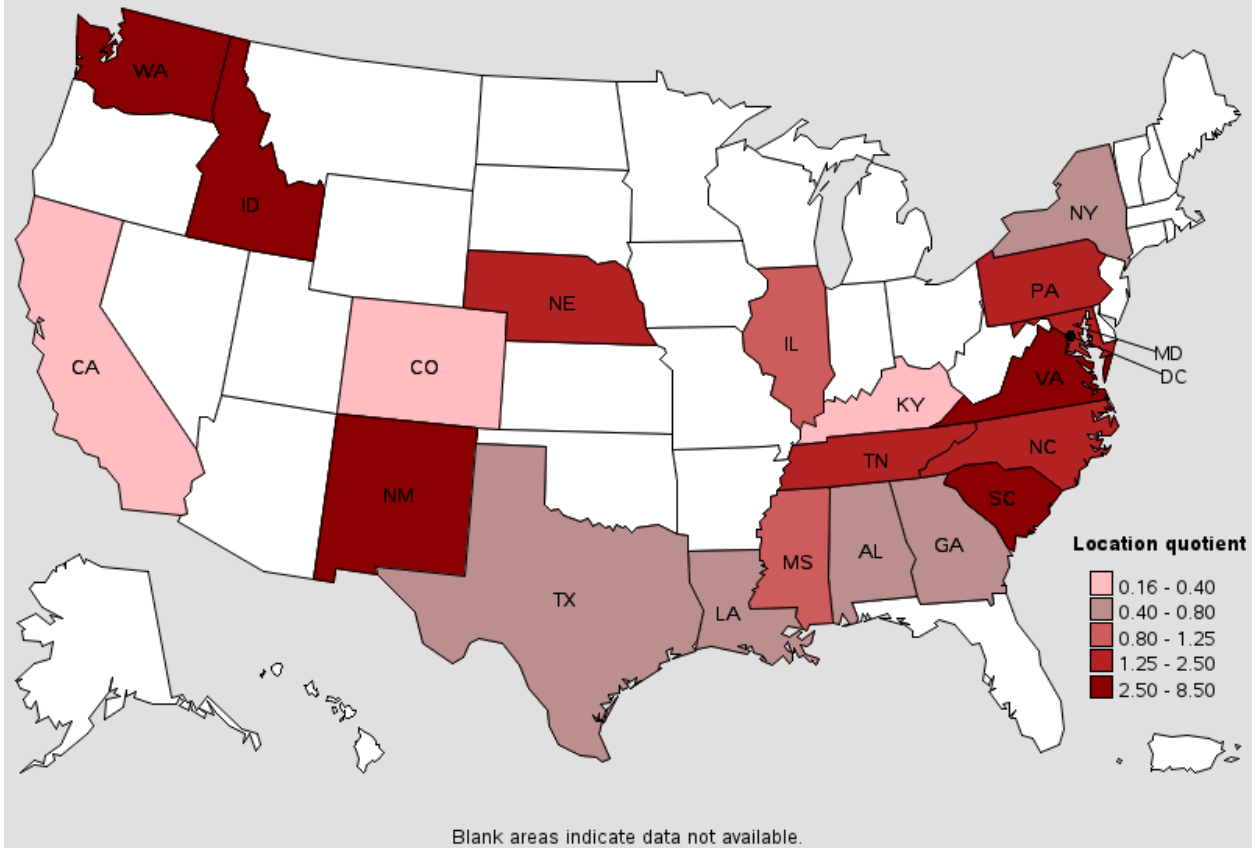 WA
ID
NY
PA
NE
IL
MD
DC
VA
CA
CO
KY
NC
TN
NM
SC
MS
AL
GA
TX
LA
Location quotient
0.16 - 0.40
0.40 - 0.80
0.80 - 1.25
1.25 - 2.50
2.50 - 8.50
Blank areas indicate data not available.